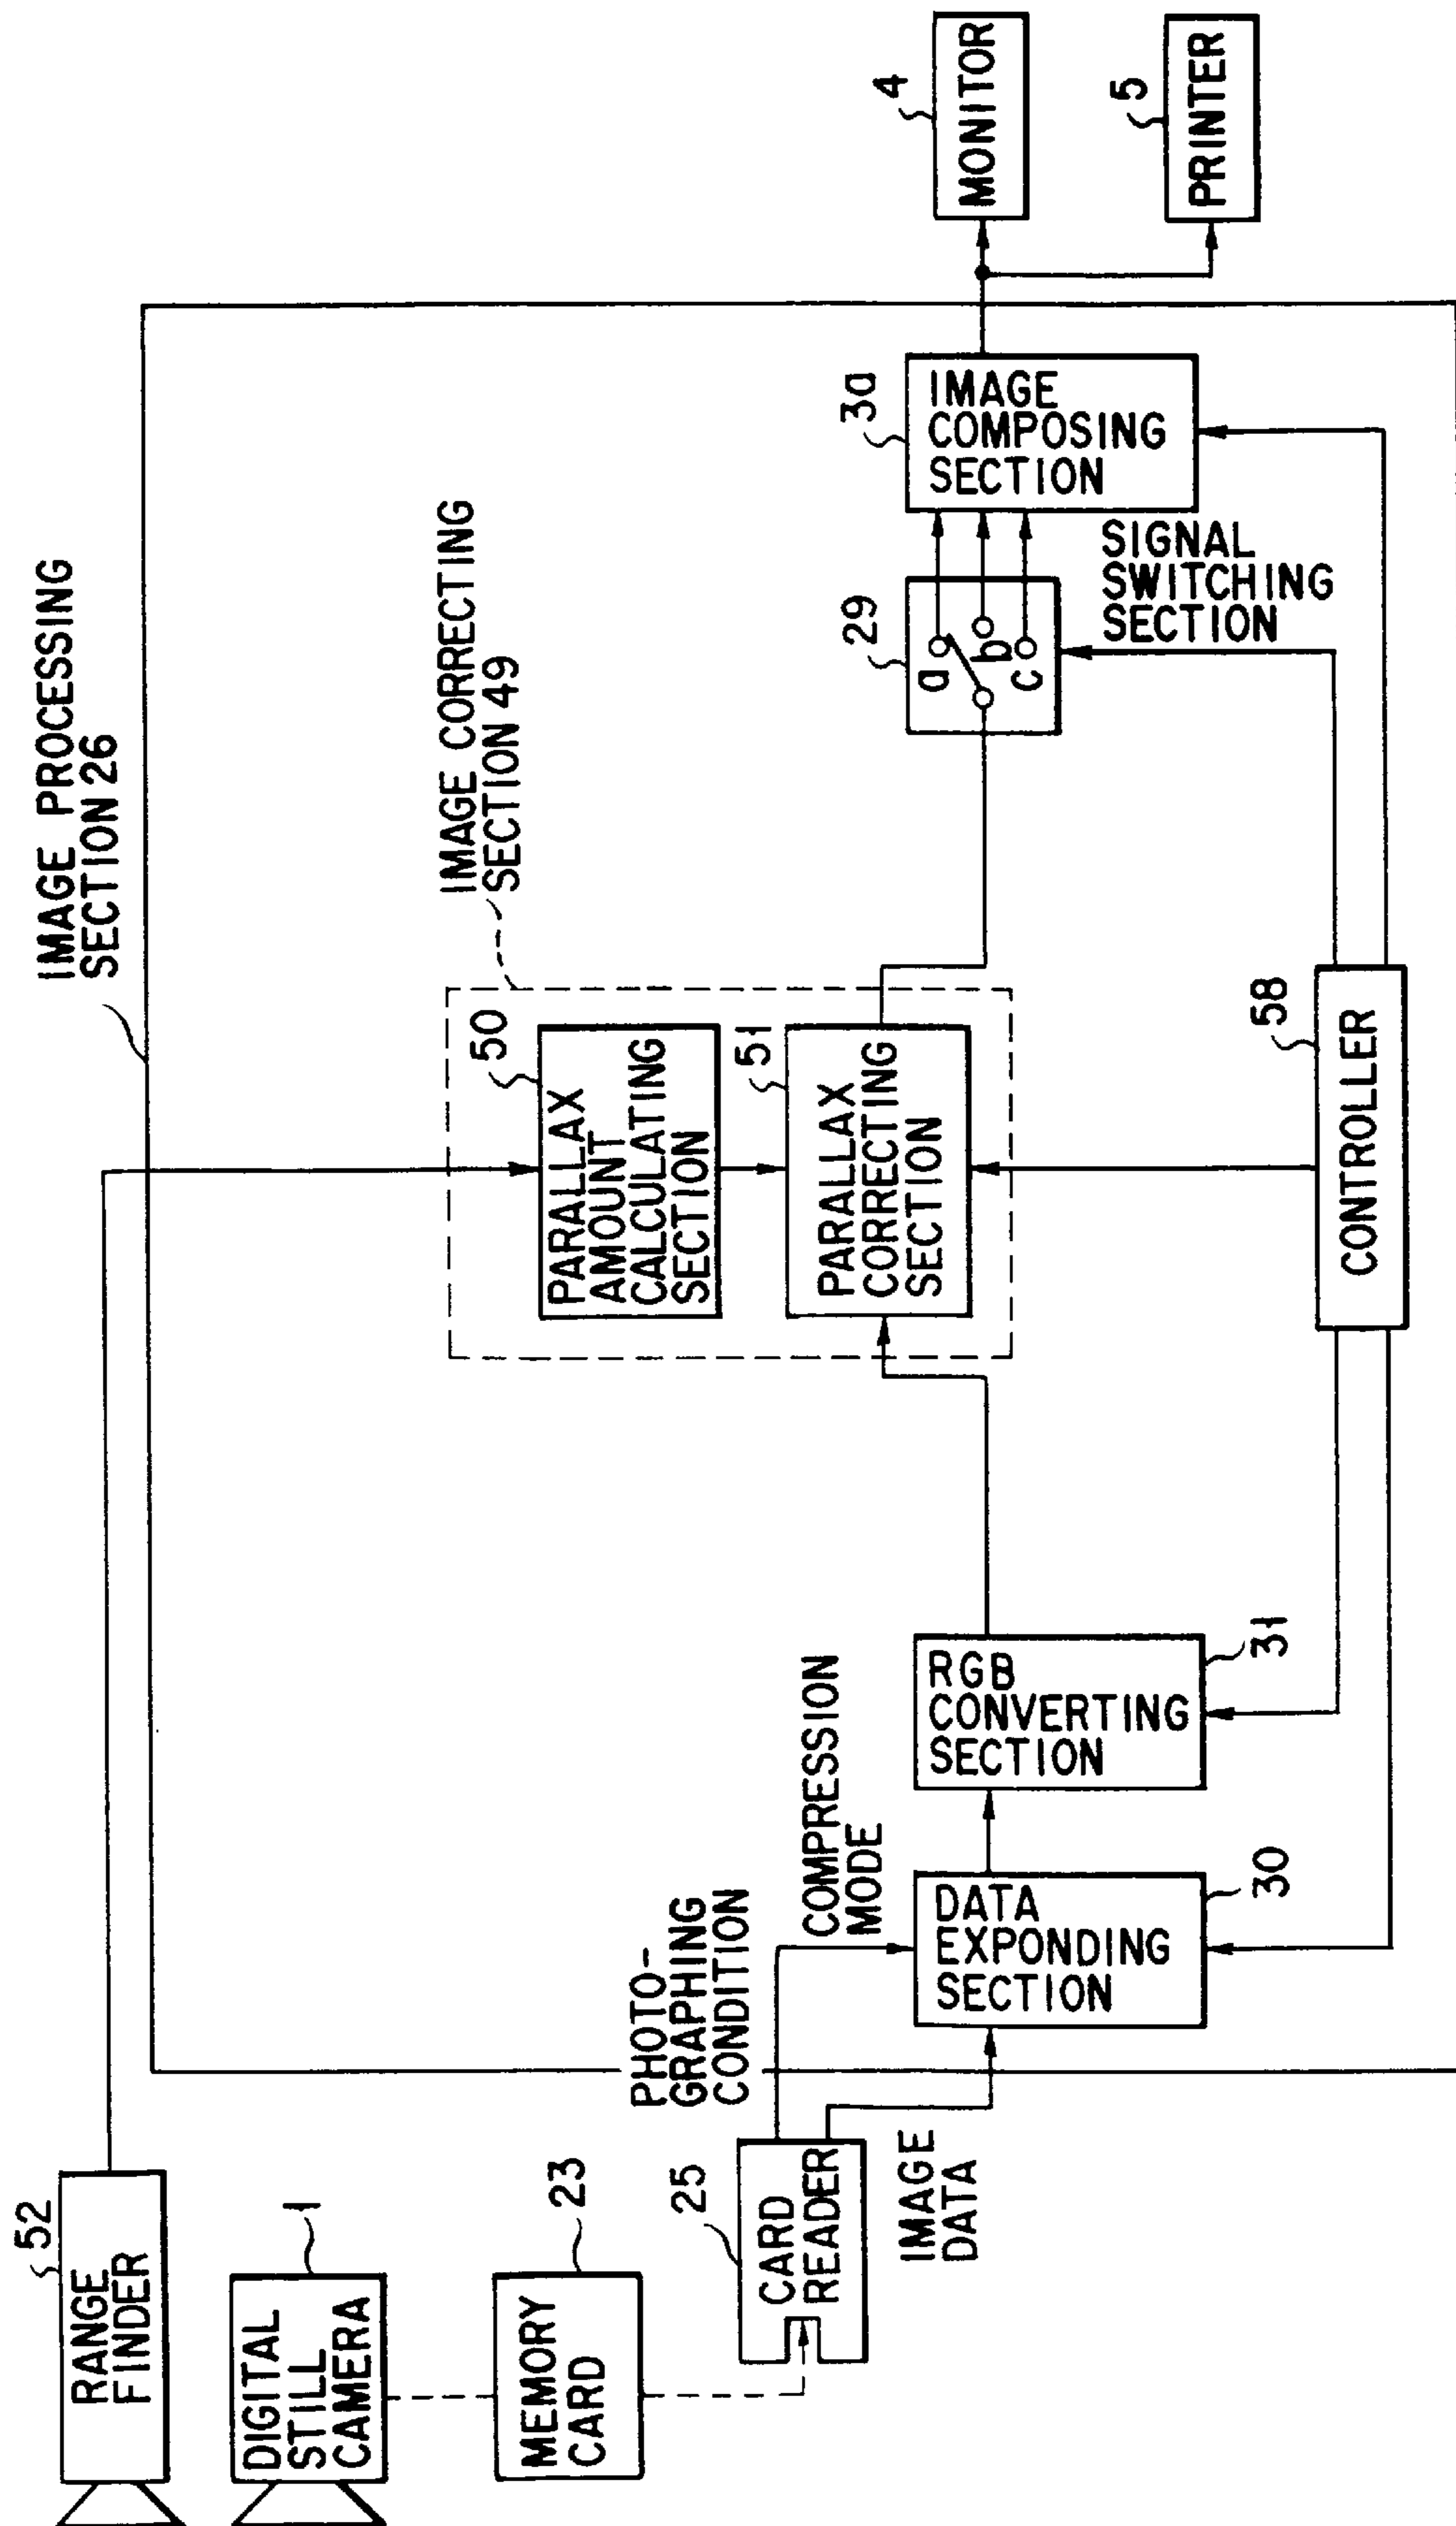 52
RANGE
FINDER
1
DIGITAL
STILL
CAMERA
23
MEMORY
CARD
25
CARD
READER
IMAGE
DATA
PHOTO-
GRAPHING
CONDITION
COMPRESSION
MODE
DATA
EXPONDING
SECTION
30
RGB
CONVERTING
SECTION
31
IMAGE PROCESSING
SECTION 26
IMAGE CORRECTING
SECTION 49
50
PARALLAX
AMOUNT
CALCULATING
SECTION
51
PARALLAX
CORRECTING
SECTION
58
CONTROLLER
29
a
b
c
SIGNAL
SWITCHING
SECTION
3a
IMAGE
COMPOSING
SECTION
4
MONITOR
5
PRINTER